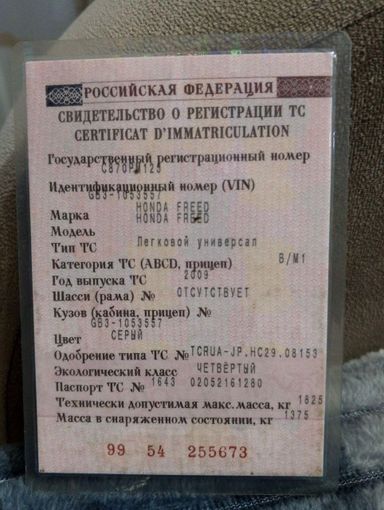 РОССИЙСКАЯ ФЕДЕРАЦИЯ
СВИДЕТЕЛЬСТВО О РЕГИСТРАЦИИ ТС
CERTIFICAT D'IMMATRICULATION
Государственный регистрационный номер
С870РМ125
Идентификационный номер (VIN)
GB3-1053557
Марка HONDA FREED
Модель HONDA FREED
Тип ТС Легковой универсал
Категория ТС (ABCD, прицеп) B/M1
Год выпуска ТС 2009
Шасси (рама) № ОТСУТСТВУЕТ
Кузов (кабина, прицеп) №
GB3-1053557
Цвет СЕРЫЙ
Одобрение типа ТС № TCRUA-JP.HC29.08153
Экологический класс ЧЕТВЁРТЫЙ
Паспорт ТС № 1643 02052161280
Технически допустимая макс. масса, кг 1825
Масса в снаряженном состоянии, кг 1375
99 54 255673